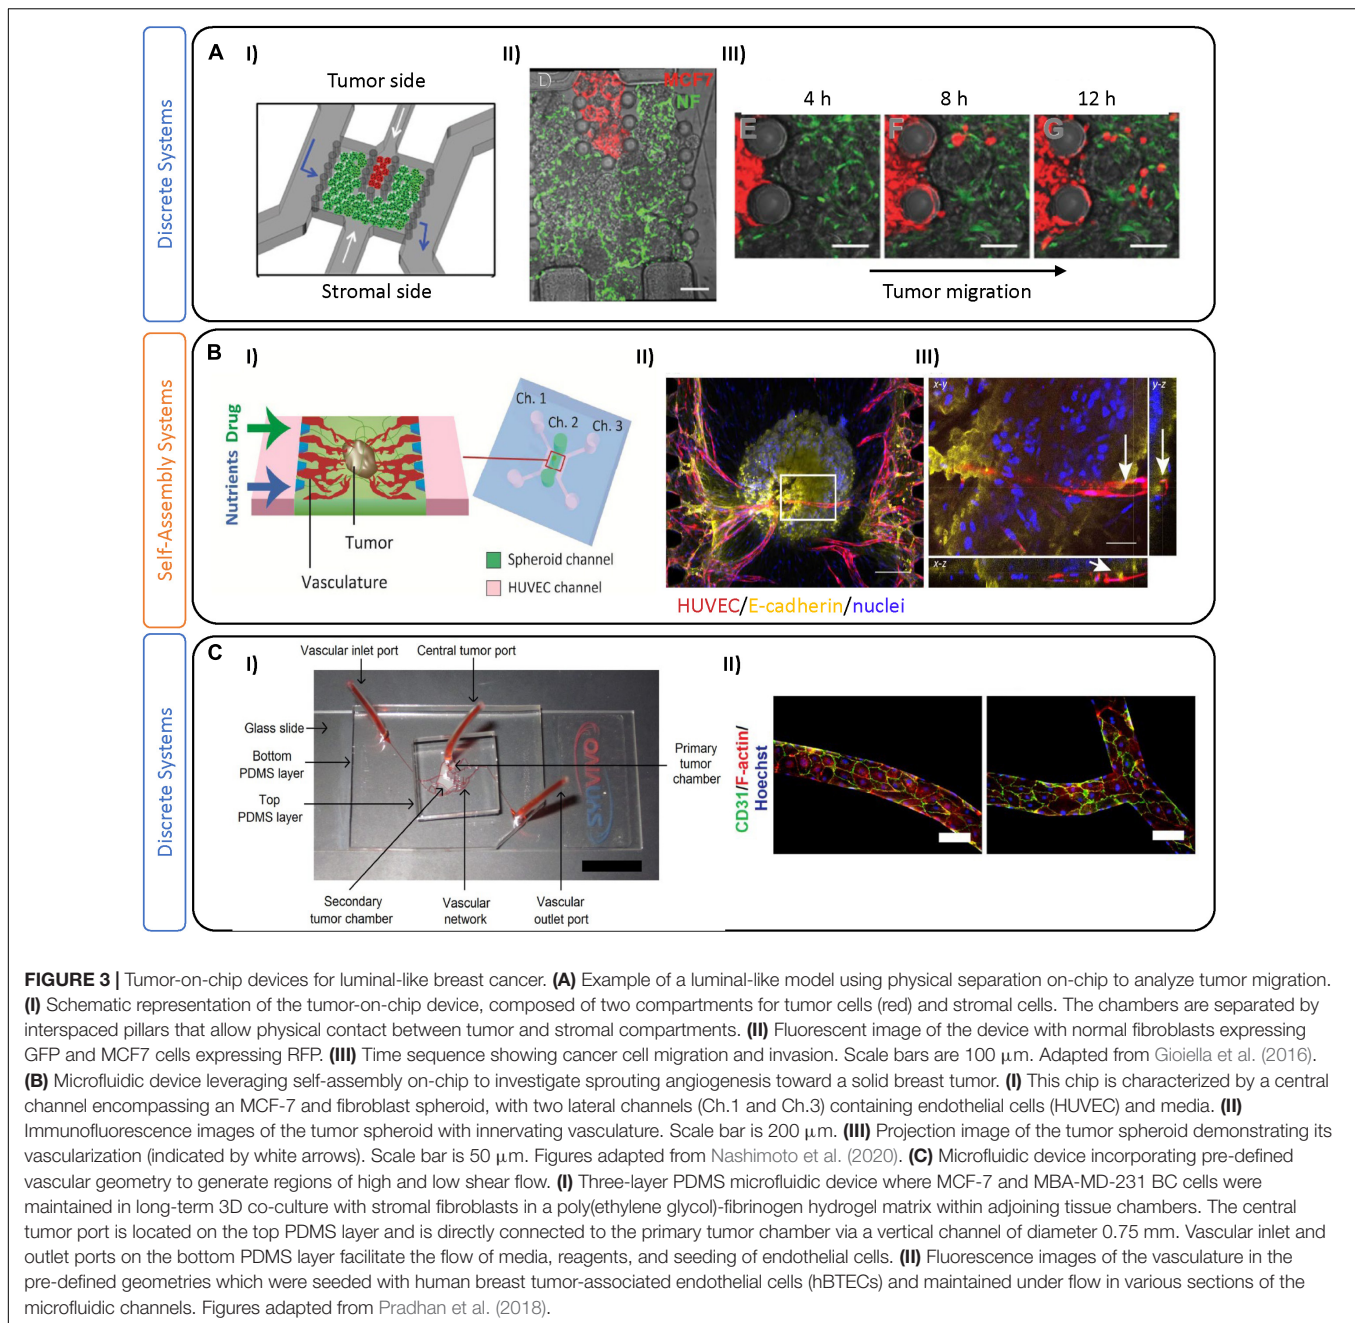 Discrete Systems
A
I)
Tumor side
Stromal side
II)
D
MCF7
NF
III)
4 h
8 h
12 h
E
F
G
Tumor migration
Self-Assembly Systems
B
I)
Nutrients Drug
Tumor
Vasculature
Ch. 1
Ch. 2
Ch. 3
Spheroid channel
HUVEC channel
II)
HUVEC/E-cadherin/nuclei
III)
x-y
y-z
x-z
Discrete Systems
C
I)
Vascular inlet port
Central tumor port
Glass slide
Bottom
PDMS layer
Top
PDMS layer
Primary
tumor
chamber
SYNVIVO
Secondary
tumor chamber
Vascular
network
Vascular
outlet port
II)
CD31/F-actin/
Hoechst
FIGURE 3 | Tumor-on-chip devices for luminal-like breast cancer. (A) Example of a luminal-like model using physical separation on-chip to analyze tumor migration.
(I) Schematic representation of the tumor-on-chip device, composed of two compartments for tumor cells (red) and stromal cells. The chambers are separated by
interspaced pillars that allow physical contact between tumor and stromal compartments. (II) Fluorescent image of the device with normal fibroblasts expressing
GFP and MCF7 cells expressing RFP. (III) Time sequence showing cancer cell migration and invasion. Scale bars are 100 μm. Adapted from Gioiella et al. (2016).
(B) Microfluidic device leveraging self-assembly on-chip to investigate sprouting angiogenesis toward a solid breast tumor. (I) This chip is characterized by a central
channel encompassing an MCF-7 and fibroblast spheroid, with two lateral channels (Ch.1 and Ch.3) containing endothelial cells (HUVEC) and media. (II)
Immunofluorescence images of the tumor spheroid with innervating vasculature. Scale bar is 200 μm. (III) Projection image of the tumor spheroid demonstrating its
vascularization (indicated by white arrows). Scale bar is 50 μm. Figures adapted from Nashimoto et al. (2020). (C) Microfluidic device incorporating pre-defined
vascular geometry to generate regions of high and low shear flow. (I) Three-layer PDMS microfluidic device where MCF-7 and MBA-MD-231 BC cells were
maintained in long-term 3D co-culture with stromal fibroblasts in a poly(ethylene glycol)-fibrinogen hydrogel matrix within adjoining tissue chambers. The central
tumor port is located on the top PDMS layer and is directly connected to the primary tumor chamber via a vertical channel of diameter 0.75 mm. Vascular inlet and
outlet ports on the bottom PDMS layer facilitate the flow of media, reagents, and seeding of endothelial cells. (II) Fluorescence images of the vasculature in the
pre-defined geometries which were seeded with human breast tumor-associated endothelial cells (hBTECs) and maintained under flow in various sections of the
microfluidic channels. Figures adapted from Pradhan et al. (2018).